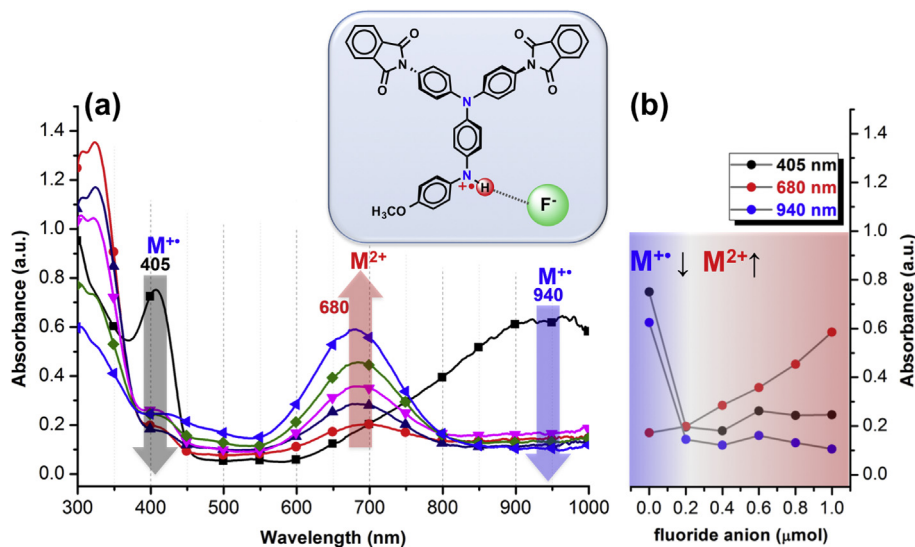 (a)
O
O
O
O
N
N
N
N
+• H
F-
H3CO
Absorbance (a.u.)
1.4
1.2
1.0
0.8
0.6
0.4
0.2
0.0
M+•
405
M2+
680
M+•
940
300 400 500 600 700 800 900 1000
Wavelength (nm)
(b)
405 nm
680 nm
940 nm
M+• ↓ M2+↑
1.4
1.2
1.0
0.8
0.6
0.4
0.2
0.0
Absorbance (a.u.)
0.0 0.2 0.4 0.6 0.8 1.0
fluoride anion (μmol)